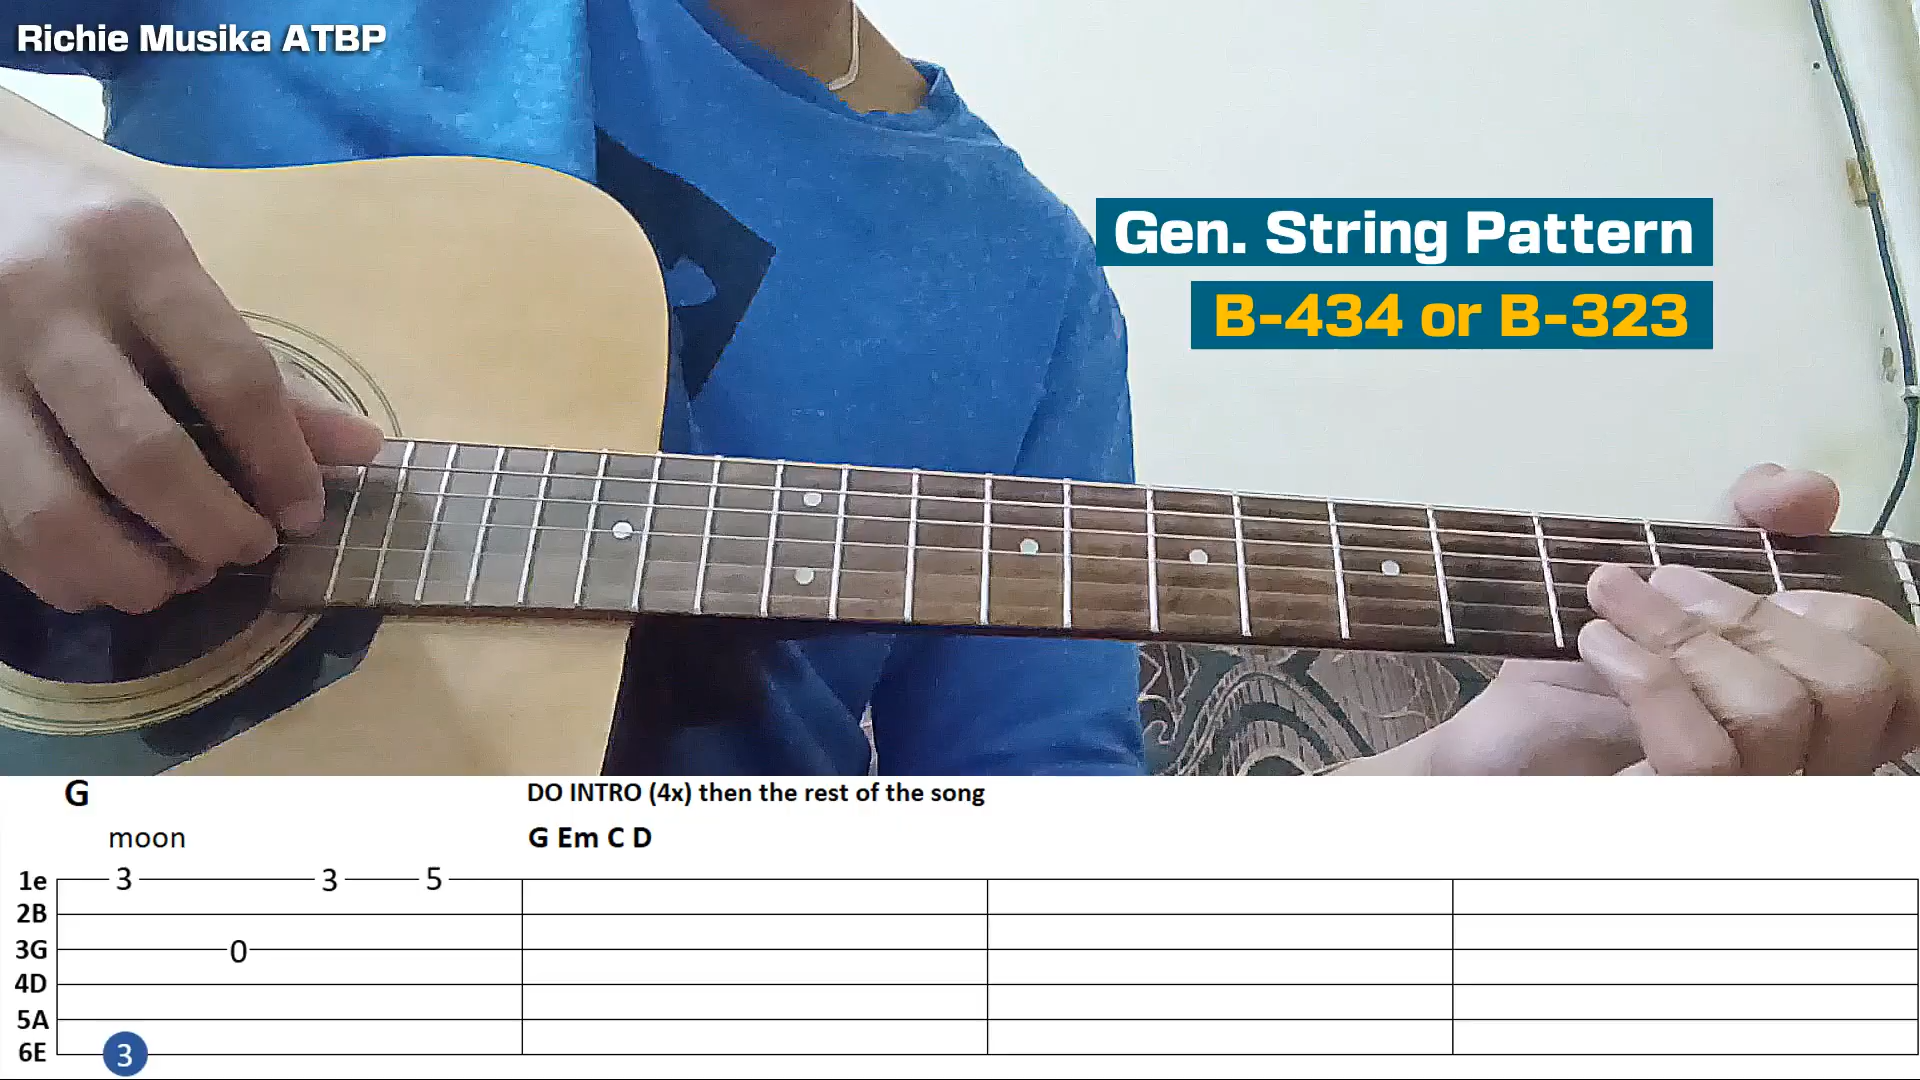 Richie Musika ATBP
Gen. String Pattern
B-434 or B-323
G
DO INTRO (4x) then the rest of the song
moon
G Em C D
1e 3 3 5
2B
3G 0
4D
5A
6E 3